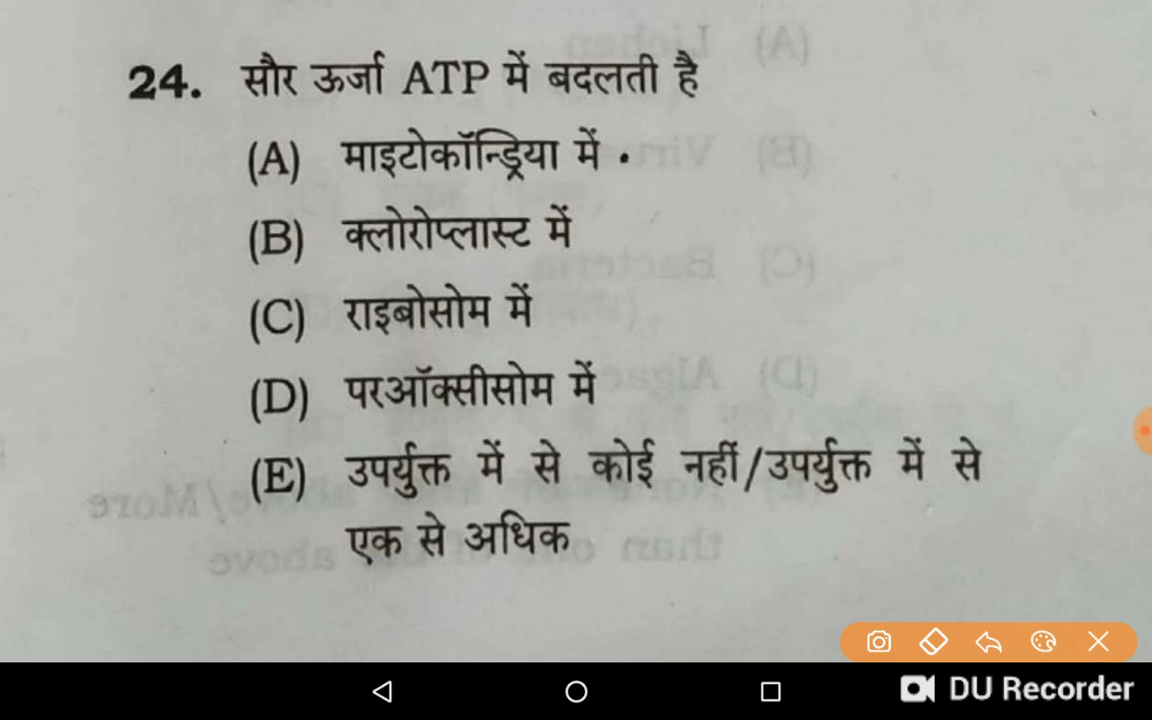 24. सौर ऊर्जा ATP में बदलती है
(A) माइटोकॉन्ड्रिया में
(B) क्लोरोप्लास्ट में
(C) राइबोसोम में
(D) परऑक्सीसोम में
(E) उपर्युक्त में से कोई नहीं/उपर्युक्त में से
एक से अधिक
DU Recorder